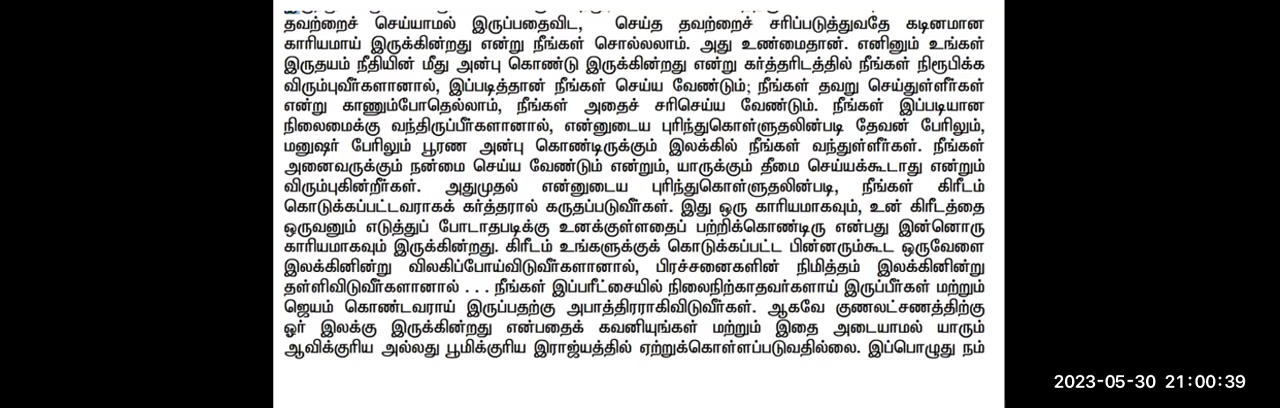 தவற்றைச் செய்யாமல் இருப்பதைவிட, செய்த தவற்றைச் சரிப்படுத்துவதே கடினமான
காரியமாய் இருக்கின்றது என்று நீங்கள் சொல்லலாம். அது உண்மைதான். எனினும் உங்கள்
இருதயம் நீதியின் மீது அன்பு கொண்டு இருக்கின்றது என்று கர்த்தரிடத்தில் நீங்கள் நிரூபிக்க
விரும்புவீர்களானால், இப்படித்தான் நீங்கள் செய்ய வேண்டும்; நீங்கள் தவறு செய்துள்ளீர்கள்
என்று காணும்போதெல்லாம், நீங்கள் அதைச் சரிசெய்ய வேண்டும். நீங்கள் இப்படியான
நிலைமைக்கு வந்திருப்பீர்களானால், என்னுடைய புரிந்துகொள்ளுதலின்படி தேவன் பேரிலும்,
மனுஷர் பேரிலும் பூரண அன்பு கொண்டிருக்கும் இலக்கில் நீங்கள் வந்துள்ளீர்கள். நீங்கள்
அனைவருக்கும் நன்மை செய்ய வேண்டும் என்றும், யாருக்கும் தீமை செய்யக்கூடாது என்றும்
விரும்புகின்றீர்கள். அதுமுதல் என்னுடைய புரிந்துகொள்ளுதலின்படி, நீங்கள் கிரீடம்
கொடுக்கப்பட்டவராகக் கர்த்தரால் கருதப்படுவீர்கள். இது ஒரு காரியமாகவும், உன் கிரீடத்தை
ஒருவனும் எடுத்துப் போடாதபடிக்கு உனக்குள்ளதைப் பற்றிக்கொண்டிரு என்பது இன்னொரு
காரியமாகவும் இருக்கின்றது. கிரீடம் உங்களுக்குக் கொடுக்கப்பட்ட பின்னரும்கூட ஒருவேளை
இலக்கினின்று விலகிப்போய்விடுவீர்களானால், பிரச்சனைகளின் நிமித்தம் இலக்கினின்று
தள்ளிவிடுவீர்களானால் . . . நீங்கள் இப்பரீட்சையில் நிலைநிற்காதவர்களாய் இருப்பீர்கள் மற்றும்
ஜெயம் கொண்டவராய் இருப்பதற்கு அபாத்திரராகிவிடுவீர்கள். ஆகவே குணலட்சணத்திற்கு
ஓர் இலக்கு இருக்கின்றது என்பதைக் கவனியுங்கள் மற்றும் இதை அடையாமல் யாரும்
ஆவிக்குரிய அல்லது பூமிக்குரிய இராஜ்யத்தில் ஏற்றுக்கொள்ளப்படுவதில்லை. இப்பொழுது நம்
2023-05-30 21:00:39